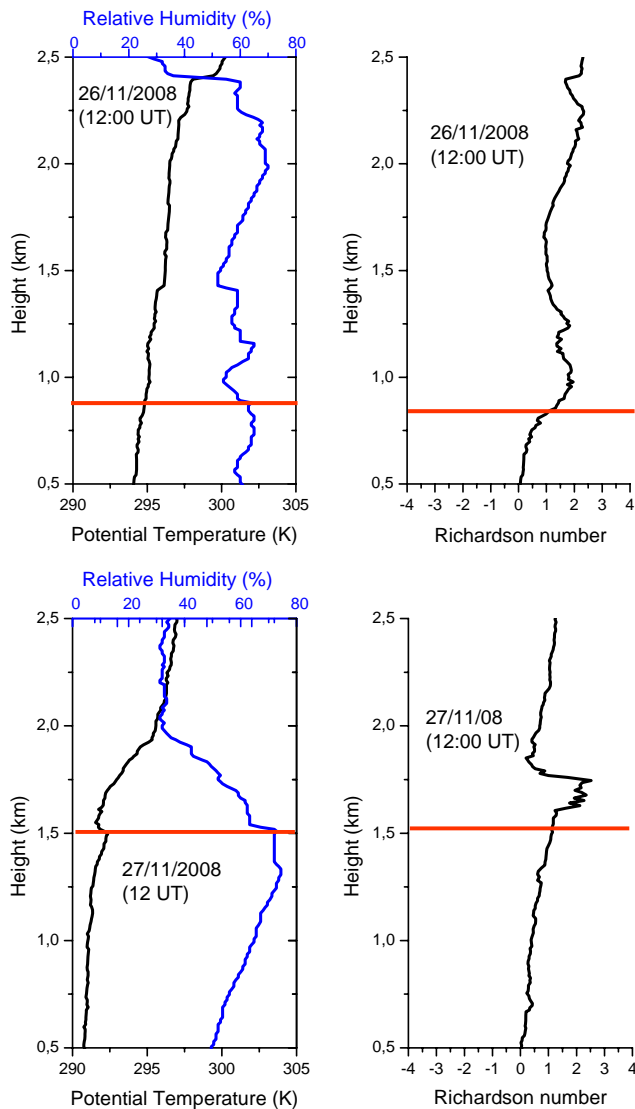 Relative Humidity (%)
0 20 40 60 80
2,5
2,0
1,5
1,0
0,5
Height (km)
26/11/2008
(12:00 UT)
290 295 300 305
Potential Temperature (K)
2,5
2,0
1,5
1,0
0,5
Height (km)
26/11/2008
(12:00 UT)
-4 -3 -2 -1 0 1 2 3 4
Richardson number
Relative Humidity (%)
0 20 40 60 80
2,5
2,0
1,5
1,0
0,5
Height (km)
27/11/2008
(12 UT)
290 295 300 305
Potential Temperature (K)
2,5
2,0
1,5
1,0
0,5
Height (km)
27/11/08
(12:00 UT)
-4 -3 -2 -1 0 1 2 3 4
Richardson number